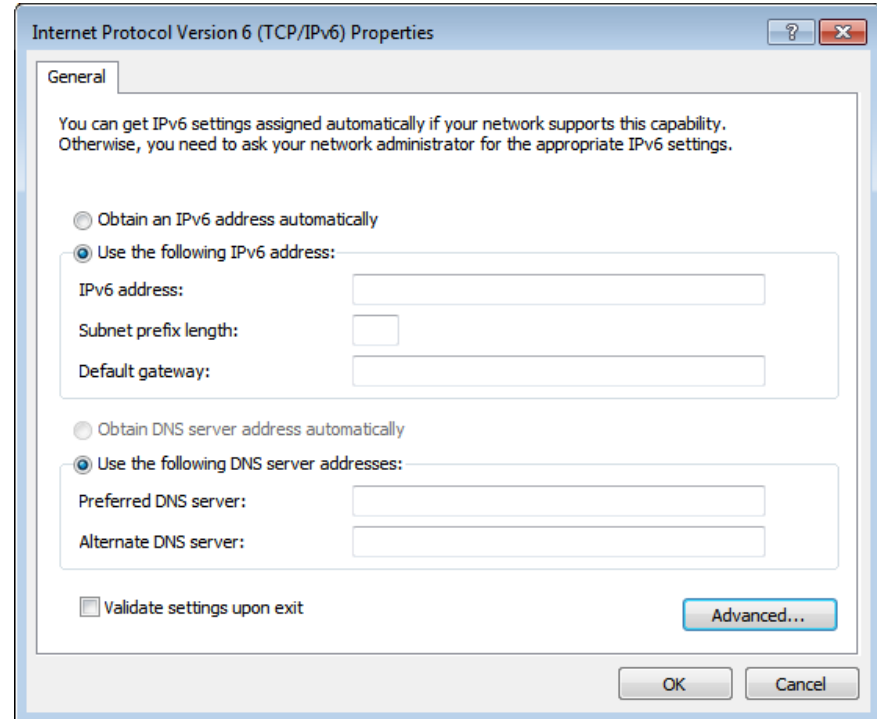 Internet Protocol Version 6 (TCP/IPv6) Properties
?
General
You can get IPv6 settings assigned automatically if your network supports this capability.
Otherwise, you need to ask your network administrator for the appropriate IPv6 settings.
Obtain an IPv6 address automatically
Use the following IPv6 address:
IPv6 address:
Subnet prefix length:
Default gateway:
Obtain DNS server address automatically
Use the following DNS server addresses:
Preferred DNS server:
Alternate DNS server:
Validate settings upon exit
Advanced...
OK Cancel